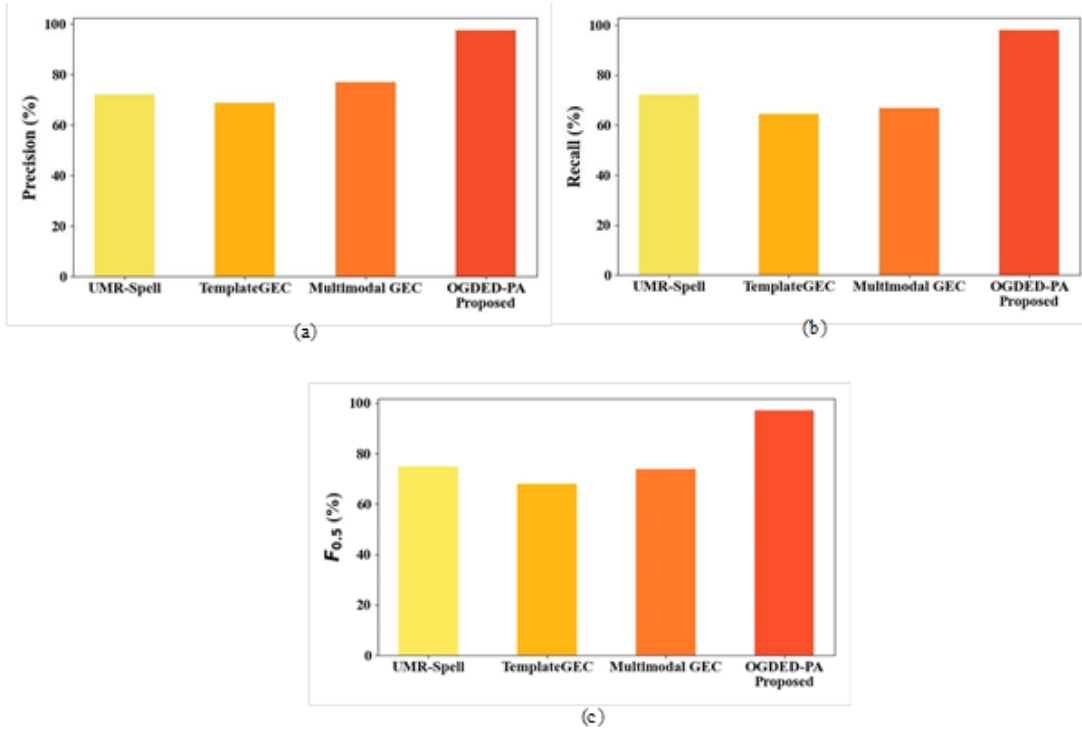 100
80
60
40
20
0
Precision (%)
UMR-Spell TemplateGEC Multimodal GEC OGDED-PA
Proposed
(a)
100
80
60
40
20
0
Recall (%)
UMR-Spell TemplateGEC Multimodal GEC OGDED-PA
Proposed
(b)
100
80
60
40
20
0
F0.5 (%)
UMR-Spell TemplateGEC Multimodal GEC OGDED-PA
Proposed
(c)